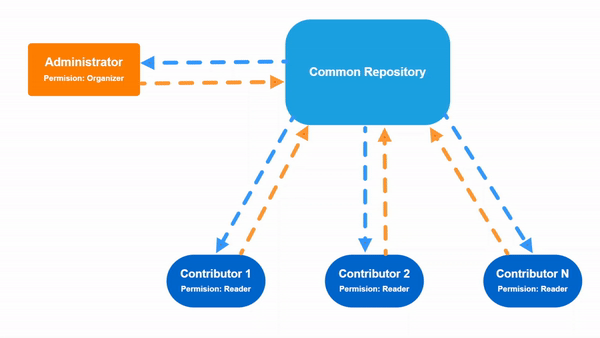 Administrator
Permision: Organizer
Common Repository
Contributor 1
Permision: Reader
Contributor 2
Permision: Reader
Contributor N
Permision: Reader